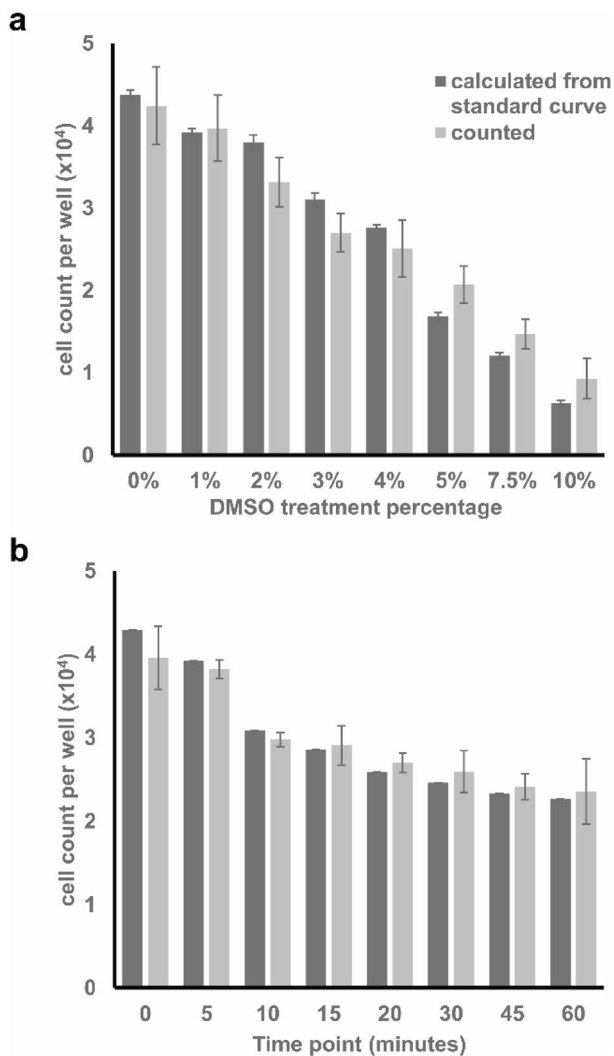 a
5
4
3
2
1
0
cell count per well (x10⁴)
calculated from
standard curve
counted
0% 1% 2% 3% 4% 5% 7.5% 10%
DMSO treatment percentage
b
5
4
3
2
1
0
cell count per well (x10⁴)
0 5 10 15 20 30 45 60
Time point (minutes)